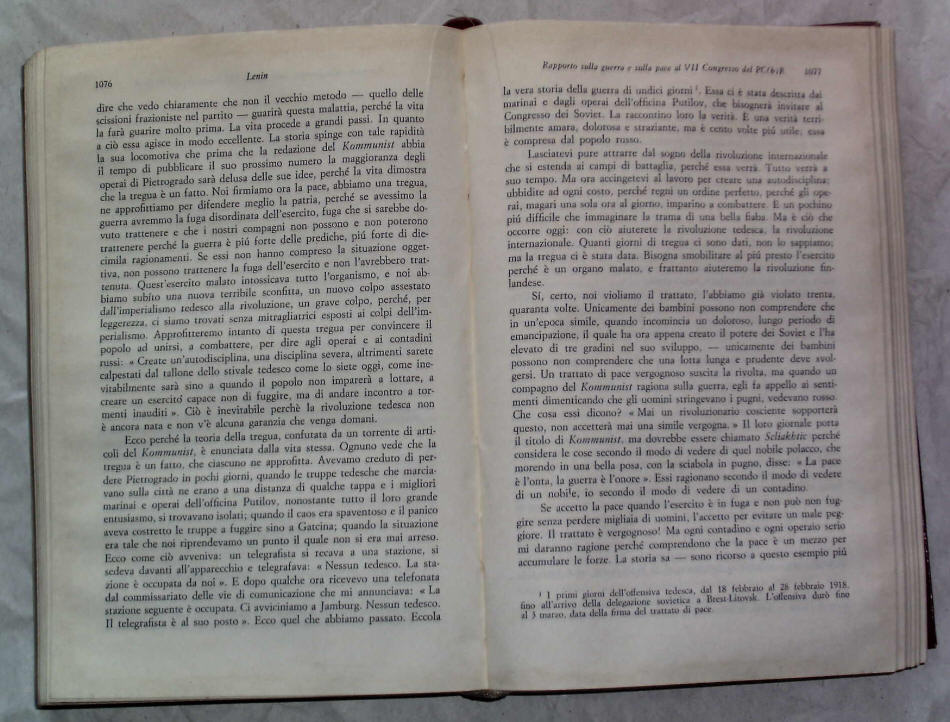 1076
Lenin
dire che vedo chiaramente che non il vecchio metodo — quello delle
scissioni frazioniste nel partito — guarirà questa malattia, perché la vita
la farà guarire molto prima. La vita procede a grandi passi. In quanto
a ciò essa agisce in modo eccellente. La storia spinge con tale rapidità
la sua locomotiva che prima che la redazione del Kommunist abbia
il tempo di pubblicare il suo prossimo numero la maggioranza degli
operai di Pietrogrado sarà delusa delle sue idee, perché la vita dimostra
che la tregua è un fatto. Noi firmiamo ora la pace, abbiamo una tregua,
ne approfittiamo per difendere meglio la patria, perché se avessimo la
guerra avremmo la fuga disordinata dell'esercito, fuga che si sarebbe do-
vuto trattenere e che i nostri compagni non possono e non poterono
trattenere perché la guerra è piú forte delle prediche, piú forte di die-
cimila ragionamenti. Se essi non hanno compreso la situazione ogget-
tiva, non possono trattenere la fuga dell'esercito e non l'avrebbero trat-
tenuta. Quest'esercito malato intossicava tutto l'organismo, e noi ab-
biamo subíto una nuova terribile sconfitta, un nuovo colpo assestato
dall'imperialismo tedesco alla rivoluzione, un grave colpo, perché, per
leggerezza, ci siamo trovati senza mitragliatrici esposti ai colpi dell'im-
perialismo. Approfitteremo intanto di questa tregua per convincere il
popolo ad unirsi, a combattere, per dire agli operai e ai contadini
russi: « Create un'autodisciplina, una disciplina severa, altrimenti sarete
calpestati dal tallone dello stivale tedesco come lo siete oggi, come ine-
vitabilmente sarà sino a quando il popolo non imparerà a lottare, a
creare un esercito capace non di fuggire, ma di andare incontro a tor-
menti inauditi ». Ciò è inevitabile perchè la rivoluzione tedesca non
è ancora nata e non v'è alcuna garanzia che venga domani.
Ecco perché la teoria della tregua, confutata da un torrente di arti-
coli del Kommunist, è enunciata dalla vita stessa. Ognuno vede che la
tregua è un fatto, che ciascuno ne approfitta. Avevamo creduto di per-
dere Pietrogrado in pochi giorni, quando le truppe tedesche che marcia-
vano sulla città ne erano a una distanza di qualche tappa e i migliori
marinai e operai dell'officina Putilov, nonostante tutto il loro grande
entusiasmo, si trovavano isolati; quando il caos era spaventoso e il panico
aveva costretto le truppe a fuggire sino a Gatcina; quando la situazione
era tale che noi riprendevamo un punto il quale non si era mai arreso.
Ecco come ciò avveniva: un telegrafista si recava a una stazione, si
sedeva davanti all'apparecchio e telegrafava: « Nessun tedesco. La sta-
zione è occupata da noi ». E dopo qualche ora ricevevo una telefonata
dal commissariato delle vie di comunicazione che mi annunciava: « La
stazione seguente è occupata. Ci avviciniamo a Jamburg. Nessun tedesco.
Il telegrafista è al suo posto ». Ecco quel che abbiamo passato. Eccola
Rapporto sulla guerra e sulla pace al VII Congresso del PC(b)R
1077
la vera storia della guerra di undici giorni ¹. Essa ci è stata descritta dai
marinai e dagli operai dell'officina Putilov, che bisognerà invitare al
Congresso dei Soviet. La raccontino loro la verità. È una verità terri-
bilmente amara, dolorosa e straziante, ma è cento volte piú utile; essa
è compresa dal popolo russo.
Lasciatevi pure attrarre dal sogno della rivoluzione internazionale
che si estenda ai campi di battaglia, perché essa verrà. Tutto verrà a
suo tempo. Ma ora accingetevi al lavoro per creare una autodisciplina;
ubbidite ad ogni costo, perché regni un ordine perfetto, perché gli ope-
rai, magari una sola ora al giorno, imparino a combattere. È un pochino
piú difficile che immaginare la trama di una bella fiaba. Ma è ciò che
occorre oggi: con ciò aiuterete la rivoluzione tedesca, la rivoluzione
internazionale. Quanti giorni di tregua ci sono dati, non lo sappiamo;
ma la tregua ci è stata data. Bisogna smobilitare al piú presto l'esercito
perché è un organo malato, e frattanto aiuteremo la rivoluzione fin-
landese.
Sí, certo, noi violiamo il trattato, l'abbiamo già violato trenta,
quaranta volte. Unicamente dei bambini possono non comprendere che
in un'epoca simile, quando incomincia un doloroso, lungo periodo di
emancipazione, il quale ha ora appena creato il potere dei Soviet e l'ha
elevato di tre gradini nel suo sviluppo, — unicamente dei bambini
possono non comprendere che una lotta lunga e prudente deve svol-
gersi. Un trattato di pace vergognoso suscita la rivolta, ma quando un
compagno del Kommunist ragiona sulla guerra, egli fa appello ai senti-
menti dimenticando che gli uomini stringevano i pugni, vedevano rosso.
Che cosa essi dicono? « Mai un rivoluzionario cosciente sopporterà
questo, non accetterà mai una simile vergogna. » Il loro giornale porta
il titolo di Kommunist, ma dovrebbe essere chiamato Scliakhtic perché
considera le cose secondo il modo di vedere di quel nobile polacco, che
morendo in una bella posa, con la sciabola in pugno, disse: « La pace
è l'onta, la guerra è l'onore ». Essi ragionano secondo il modo di vedere
di un nobile, io secondo il modo di vedere di un contadino.
Se accetto la pace quando l'esercito è in fuga e non può non fug-
gire senza perdere migliaia di uomini, l'accetto per evitare un male peg-
giore. Il trattato è vergognoso! Ma ogni contadino e ogni operaio serio
mi daranno ragione perché comprendono che la pace è un mezzo per
accumulare le forze. La storia sa — sono ricorso a questo esempio piú
¹ I primi giorni dell'offensiva tedesca, dal 18 febbraio al 28 febbraio 1918,
fino all'arrivo della delegazione sovietica a Brest-Litovsk. L'offensiva durò fino
al 3 marzo, data della firma del trattato di pace.